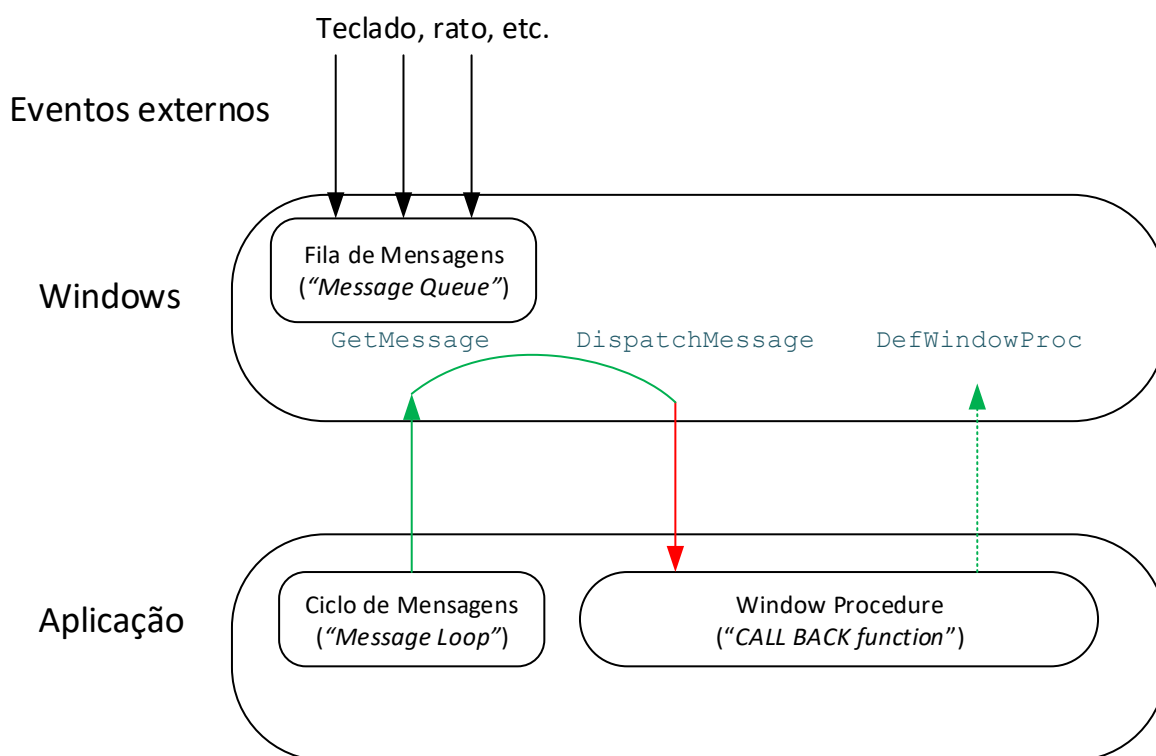 Teclado, rato, etc.
Eventos externos
Windows
Fila de Mensagens
(“Message Queue”)
GetMessage
DispatchMessage
DefWindowProc
Aplicação
Ciclo de Mensagens
(“Message Loop”)
Window Procedure
(“CALL BACK function”)